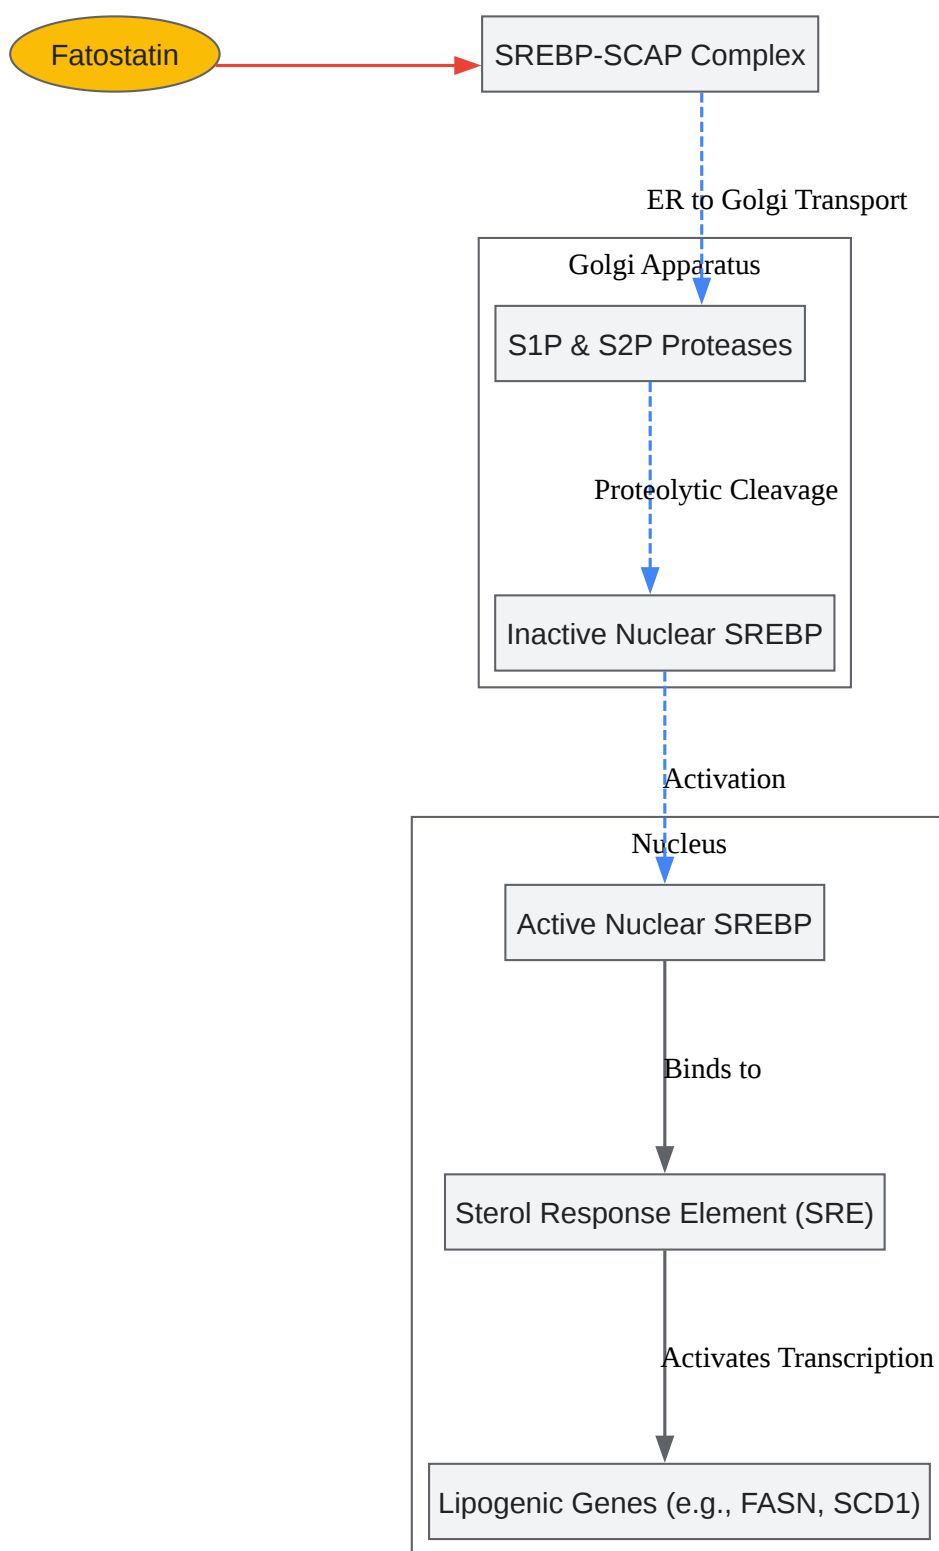 Fatostatin
SREBP-SCAP Complex
ER to Golgi Transport
Golgi Apparatus
S1P & S2P Proteases
Proteolytic Cleavage
Inactive Nuclear SREBP
Activation
Nucleus
Active Nuclear SREBP
Binds to
Sterol Response Element (SRE)
Activates Transcription
Lipogenic Genes (e.g., FASN, SCD1)